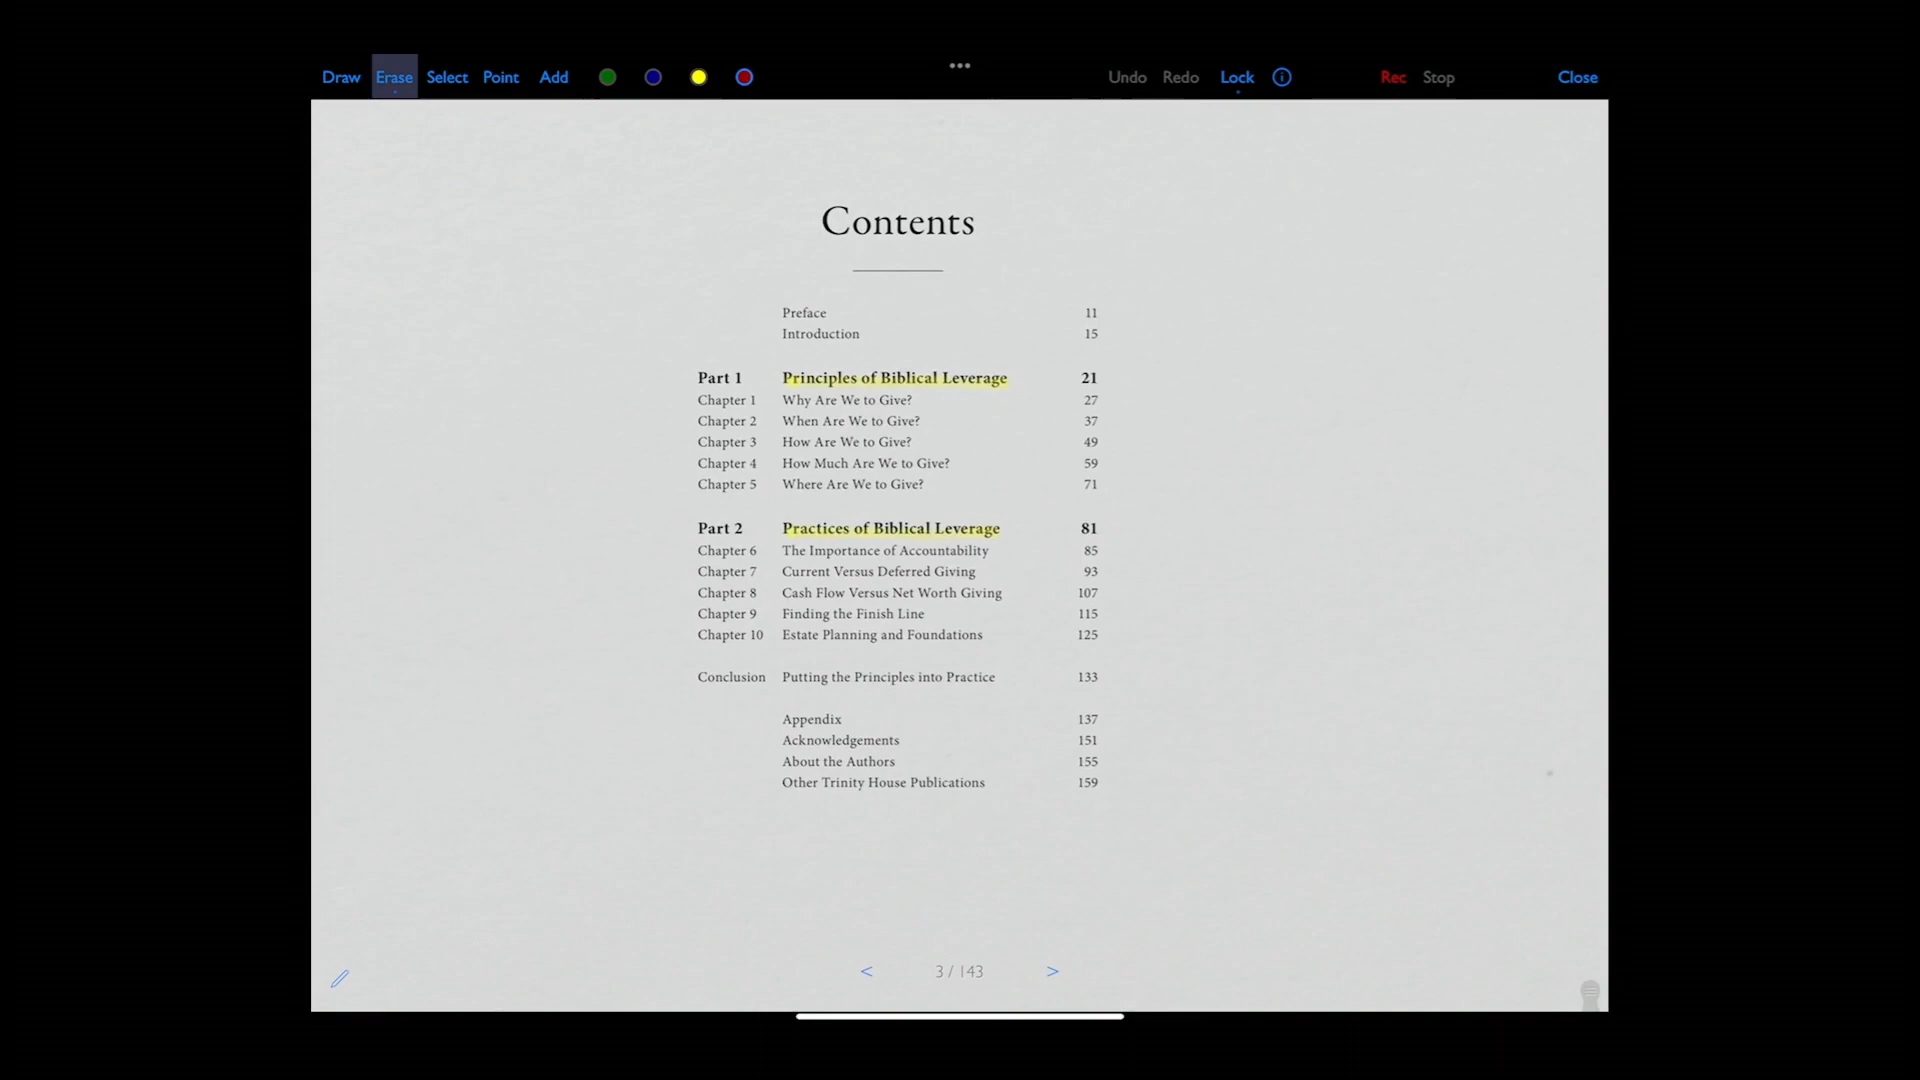 Draw Erase Select Point Add ••• Undo Redo Lock Rec Stop Close
Contents
Preface 11
Introduction 15
Part 1 Principles of Biblical Leverage 21
Chapter 1 Why Are We to Give? 27
Chapter 2 When Are We to Give? 37
Chapter 3 How Are We to Give? 49
Chapter 4 How Much Are We to Give? 59
Chapter 5 Where Are We to Give? 71
Part 2 Practices of Biblical Leverage 81
Chapter 6 The Importance of Accountability 85
Chapter 7 Current Versus Deferred Giving 93
Chapter 8 Cash Flow Versus Net Worth Giving 107
Chapter 9 Finding the Finish Line 115
Chapter 10 Estate Planning and Foundations 125
Conclusion Putting the Principles into Practice 133
Appendix 137
Acknowledgements 151
About the Authors 155
Other Trinity House Publications 159
< 3 / 143 >